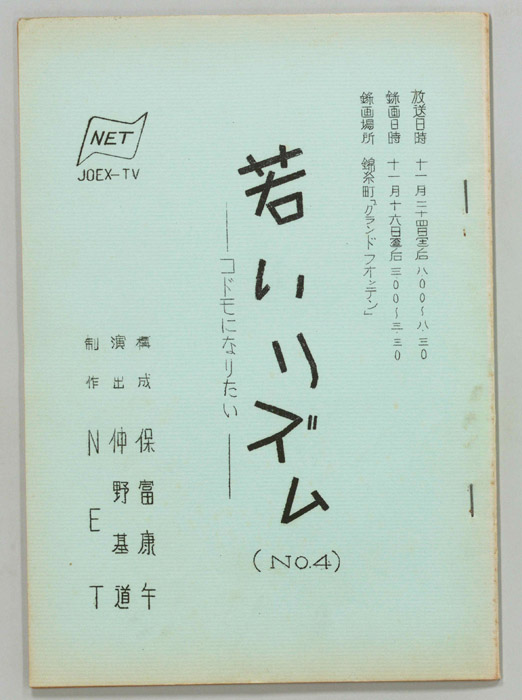 放送日時 十一月二十四日(金)后八.〇〇〜八.三〇
録画日時 十一月十六日(木)后三.〇〇〜三.三〇
録画場所 錦糸町「グランドフオンテン」
若いリズム
(NO.4)
——コドモになりたい——
NET
JOEX-TV
構成 保富康午
演出 仲野基道
制作 NET